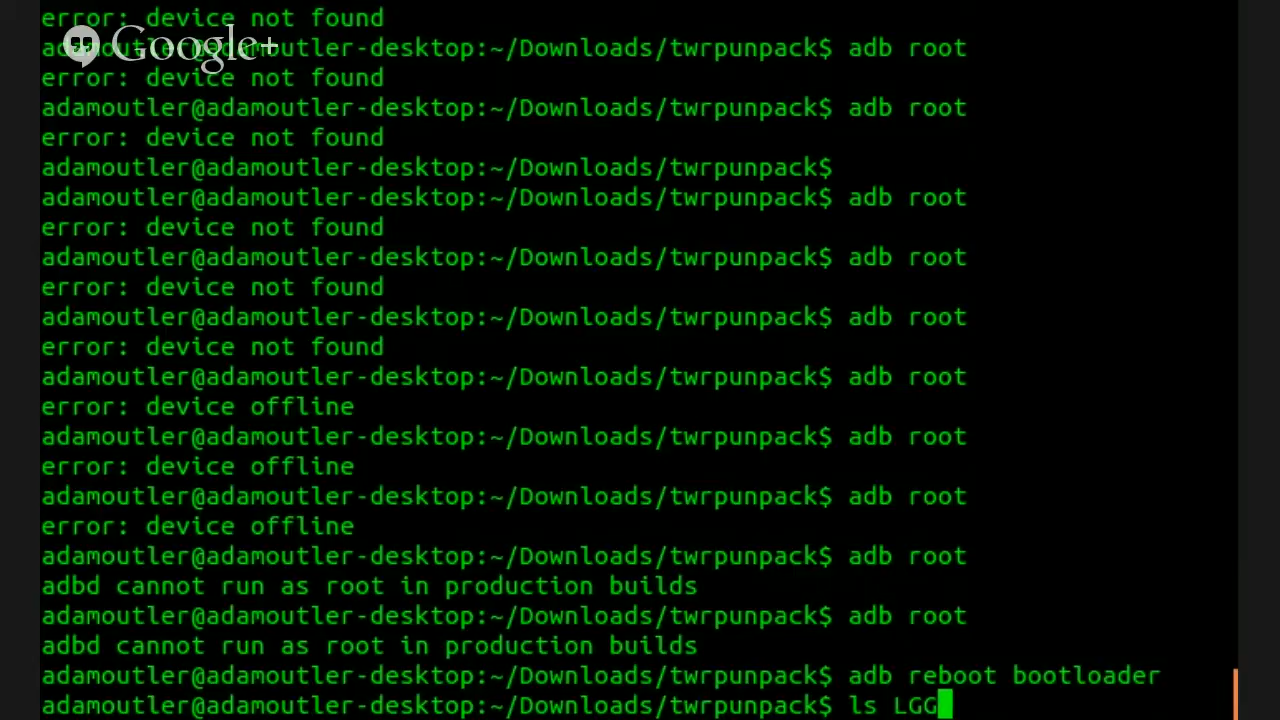 error: device not found
Google+
adamoutler@adamoutler-desktop:~/Downloads/twrpunpack$ adb root
error: device not found
adamoutler@adamoutler-desktop:~/Downloads/twrpunpack$ adb root
error: device not found
adamoutler@adamoutler-desktop:~/Downloads/twrpunpack$
adamoutler@adamoutler-desktop:~/Downloads/twrpunpack$ adb root
error: device not found
adamoutler@adamoutler-desktop:~/Downloads/twrpunpack$ adb root
error: device not found
adamoutler@adamoutler-desktop:~/Downloads/twrpunpack$ adb root
error: device not found
adamoutler@adamoutler-desktop:~/Downloads/twrpunpack$ adb root
error: device offline
adamoutler@adamoutler-desktop:~/Downloads/twrpunpack$ adb root
error: device offline
adamoutler@adamoutler-desktop:~/Downloads/twrpunpack$ adb root
error: device offline
adamoutler@adamoutler-desktop:~/Downloads/twrpunpack$ adb root
adbd cannot run as root in production builds
adamoutler@adamoutler-desktop:~/Downloads/twrpunpack$ adb root
adbd cannot run as root in production builds
adamoutler@adamoutler-desktop:~/Downloads/twrpunpack$ adb reboot bootloader
adamoutler@adamoutler-desktop:~/Downloads/twrpunpack$ ls LGG